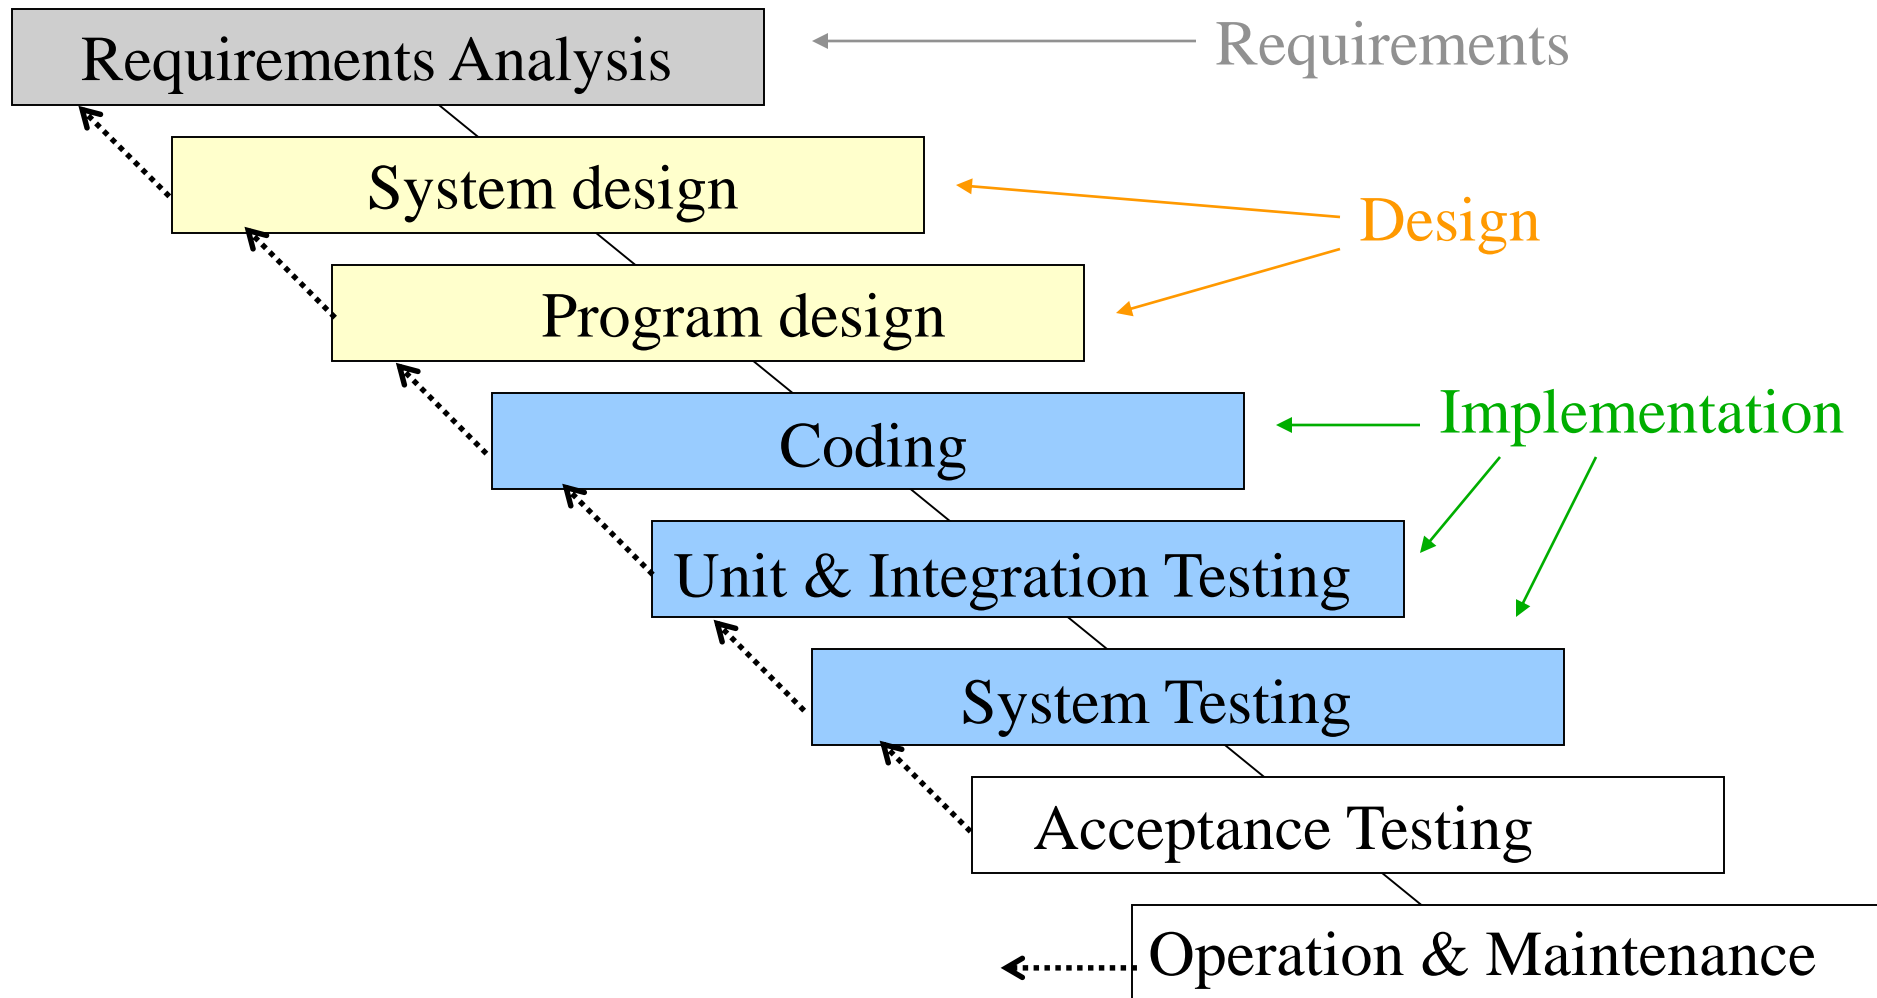 Requirements Analysis
Requirements
System design
Design
Program design
Implementation
Coding
Unit & Integration Testing
System Testing
Acceptance Testing
Operation & Maintenance